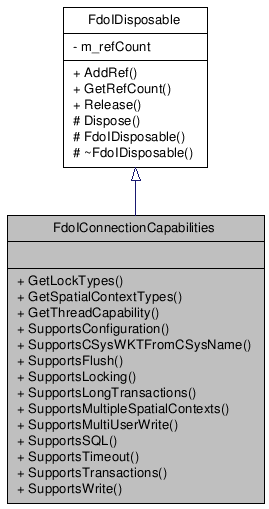 FdoIDisposable
- m_refCount
+ AddRef()
+ GetRefCount()
+ Release()
# Dispose()
# FdoIDisposable()
# ~FdoIDisposable()
FdoIConnectionCapabilities
+ GetLockTypes()
+ GetSpatialContextTypes()
+ GetThreadCapability()
+ SupportsConfiguration()
+ SupportsCSysWKTFromCSysName()
+ SupportsFlush()
+ SupportsLocking()
+ SupportsLongTransactions()
+ SupportsMultipleSpatialContexts()
+ SupportsMultiUserWrite()
+ SupportsSQL()
+ SupportsTimeout()
+ SupportsTransactions()
+ SupportsWrite()